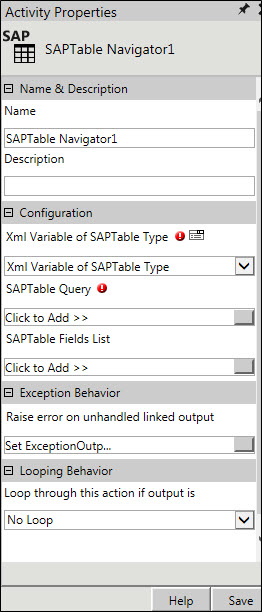 Activity Properties
SAP
SAPTable Navigator1
Name & Description
Name
SAPTable Navigator1
Description
Configuration
Xml Variable of SAPTable Type
Xml Variable of SAPTable Type
SAPTable Query
Click to Add >>
SAPTable Fields List
Click to Add >>
Exception Behavior
Raise error on unhandled linked output
Set ExceptionOutp...
Looping Behavior
Loop through this action if output is
No Loop
Help Save